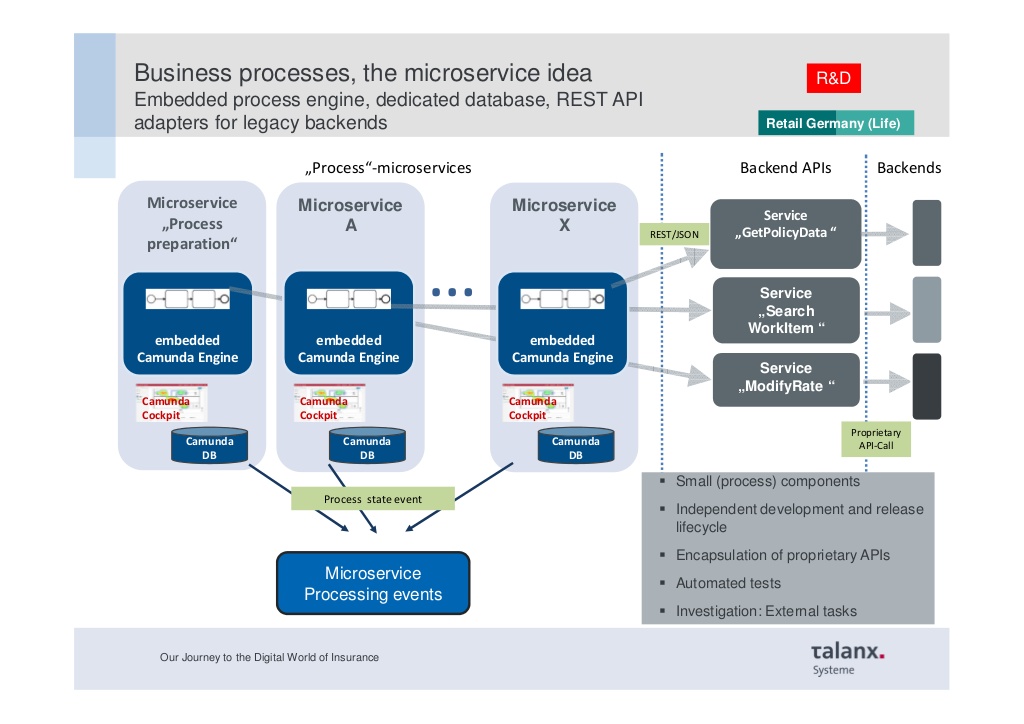 Business processes, the microservice idea
Embedded process engine, dedicated database, REST API
adapters for legacy backends
R&D
Retail Germany (Life)
„Process“-microservices
Backend APIs
Backends
Microservice
„Process
preparation“
Microservice
A
Microservice
X
REST/JSON
Service
„GetPolicyData “
Service
„Search
WorkItem “
Service
„ModifyRate “
embedded
Camunda Engine
embedded
Camunda Engine
embedded
Camunda Engine
Camunda
Cockpit
Camunda
Cockpit
Camunda
Cockpit
Camunda
DB
Camunda
DB
Camunda
DB
Proprietary
API-Call
Process state event
Microservice
Processing events
▪ Small (process) components
▪ Independent development and release
lifecycle
▪ Encapsulation of proprietary APIs
▪ Automated tests
▪ Investigation: External tasks
Our Journey to the Digital World of Insurance
talanx.
Systeme